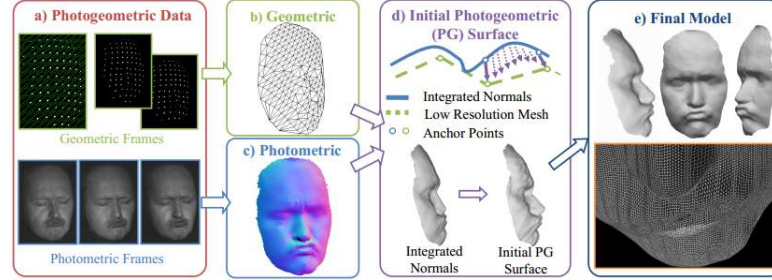 a) Photogeometric Data
Geometric Frames
Photometric Frames
b) Geometric
c) Photometric
d) Initial Photogeometric
(PG) Surface
Integrated Normals
Low Resolution Mesh
Anchor Points
Integrated
Normals
Initial PG
Surface
e) Final Model